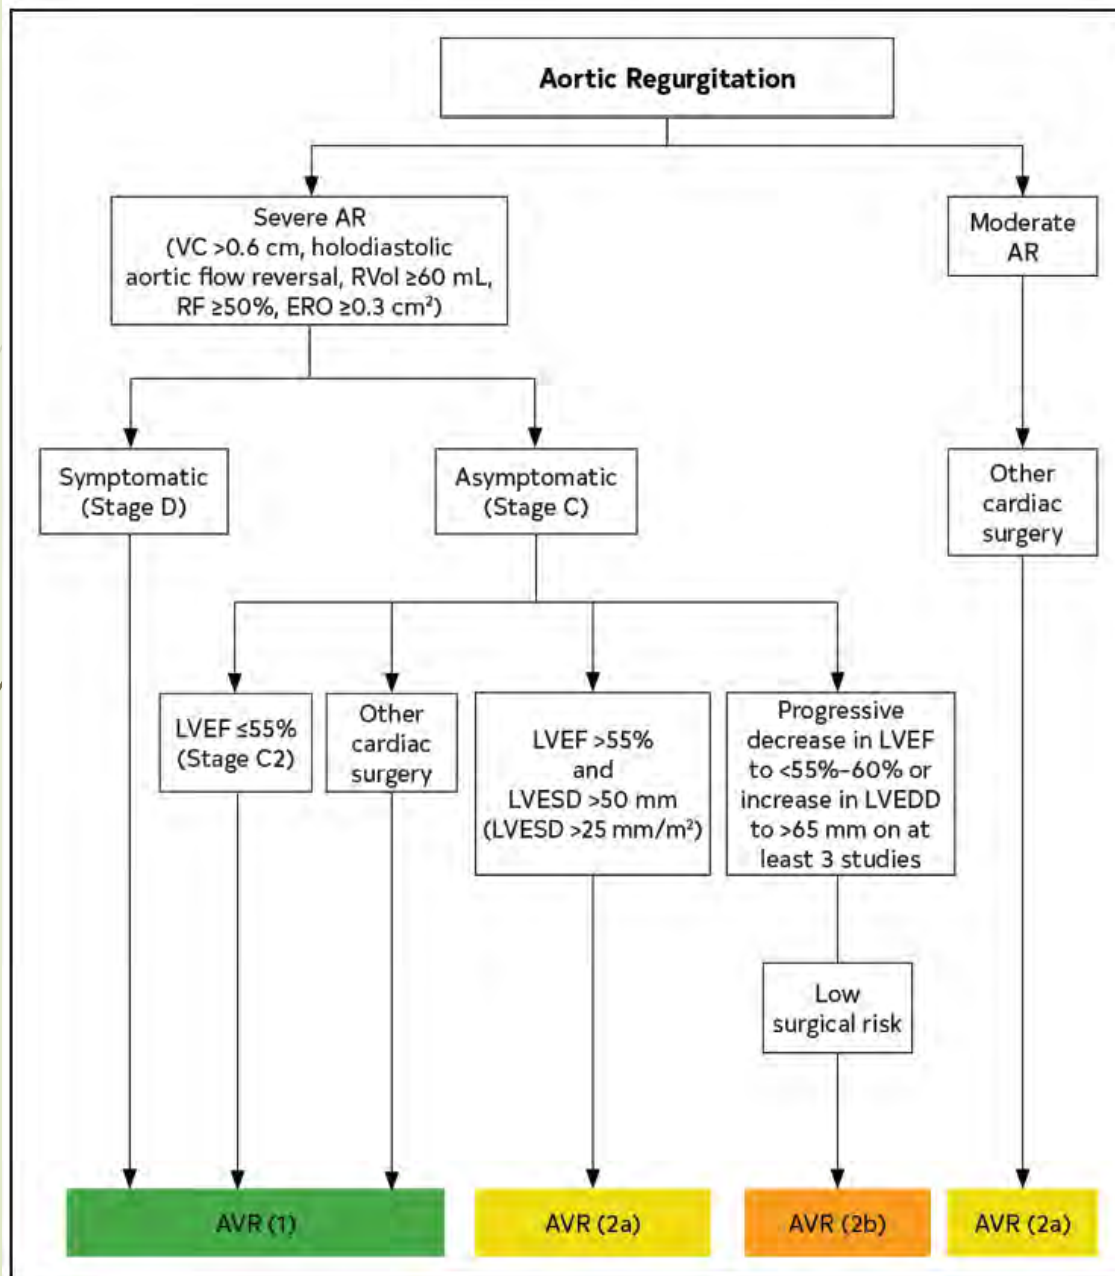 Aortic Regurgitation
Severe AR
(VC >0.6 cm, holodiastolic
aortic flow reversal, RVol ≥60 mL,
RF ≥50%, ERO ≥0.3 cm²)
Moderate
AR
Symptomatic
(Stage D)
Asymptomatic
(Stage C)
Other
cardiac
surgery
LVEF ≤55%
(Stage C2)
Other
cardiac
surgery
LVEF >55%
and
LVESD >50 mm
(LVESD >25 mm/m²)
Progressive
decrease in LVEF
to <55%–60% or
increase in LVEDD
to >65 mm on at
least 3 studies
Low
surgical risk
AVR (1)
AVR (2a)
AVR (2b)
AVR (2a)